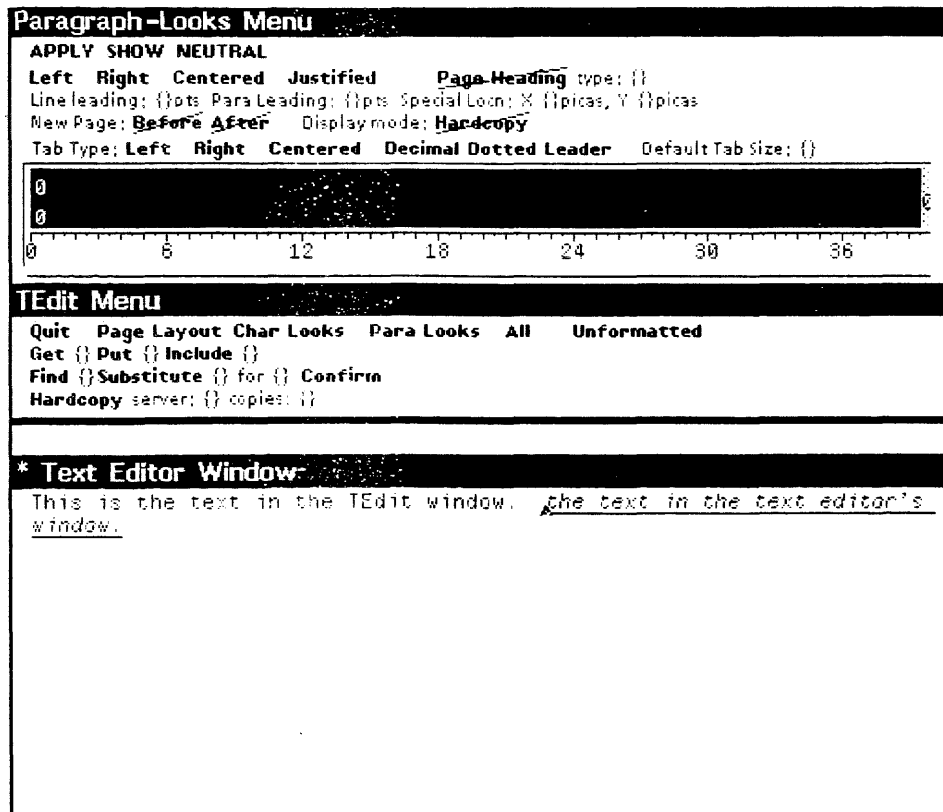 Paragraph-Looks Menu
APPLY SHOW NEUTRAL
Left Right Centered Justified Page Heading type: {}
Line leading: {}pts Para Leading: {}pts Special Locn: X {}picas, Y {}picas
New Page: Before After Display mode: Hardcopy
Tab Type: Left Right Centered Decimal Dotted Leader Default Tab Size: {}
0
0
0 6 12 18 24 30 36
TEdit Menu
Quit Page Layout Char Looks Para Looks All Unformatted
Get {} Put {} Include {}
Find {} Substitute {} for {} Confirm
Hardcopy server: {} copies: {}
* Text Editor Window
This is the text in the TEdit window. the text in the text editor's
window.